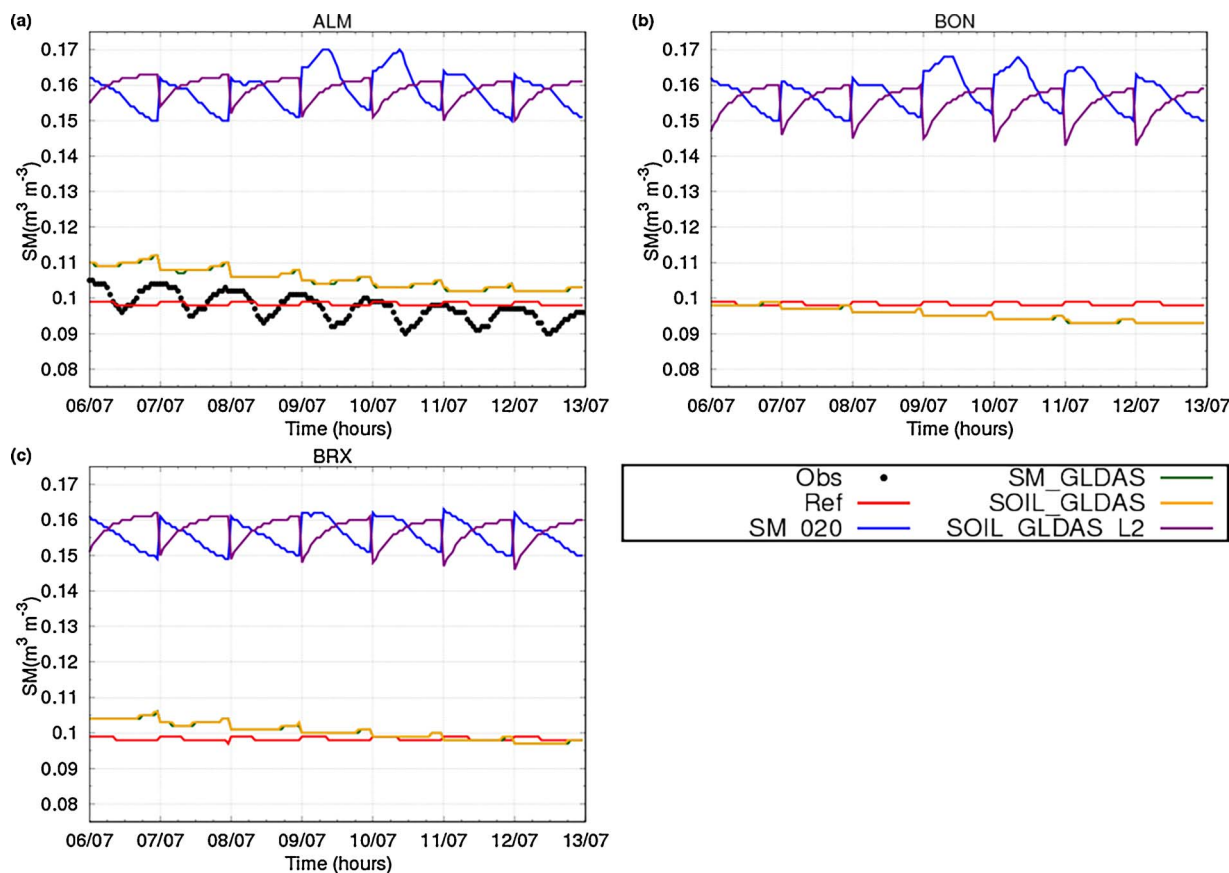 (a) ALM
0.17
0.16
0.15
0.14
0.13
0.12
0.11
0.1
0.09
0.08
SM(m³ m⁻³)
06/07 07/07 08/07 09/07 10/07 11/07 12/07 13/07
Time (hours)
(b) BON
0.17
0.16
0.15
0.14
0.13
0.12
0.11
0.1
0.09
0.08
SM(m³ m⁻³)
06/07 07/07 08/07 09/07 10/07 11/07 12/07 13/07
Time (hours)
(c) BRX
0.17
0.16
0.15
0.14
0.13
0.12
0.11
0.1
0.09
0.08
SM(m³ m⁻³)
06/07 07/07 08/07 09/07 10/07 11/07 12/07 13/07
Time (hours)
Obs SM_GLDAS
Ref SOIL_GLDAS
SM 020 SOIL GLDAS L2